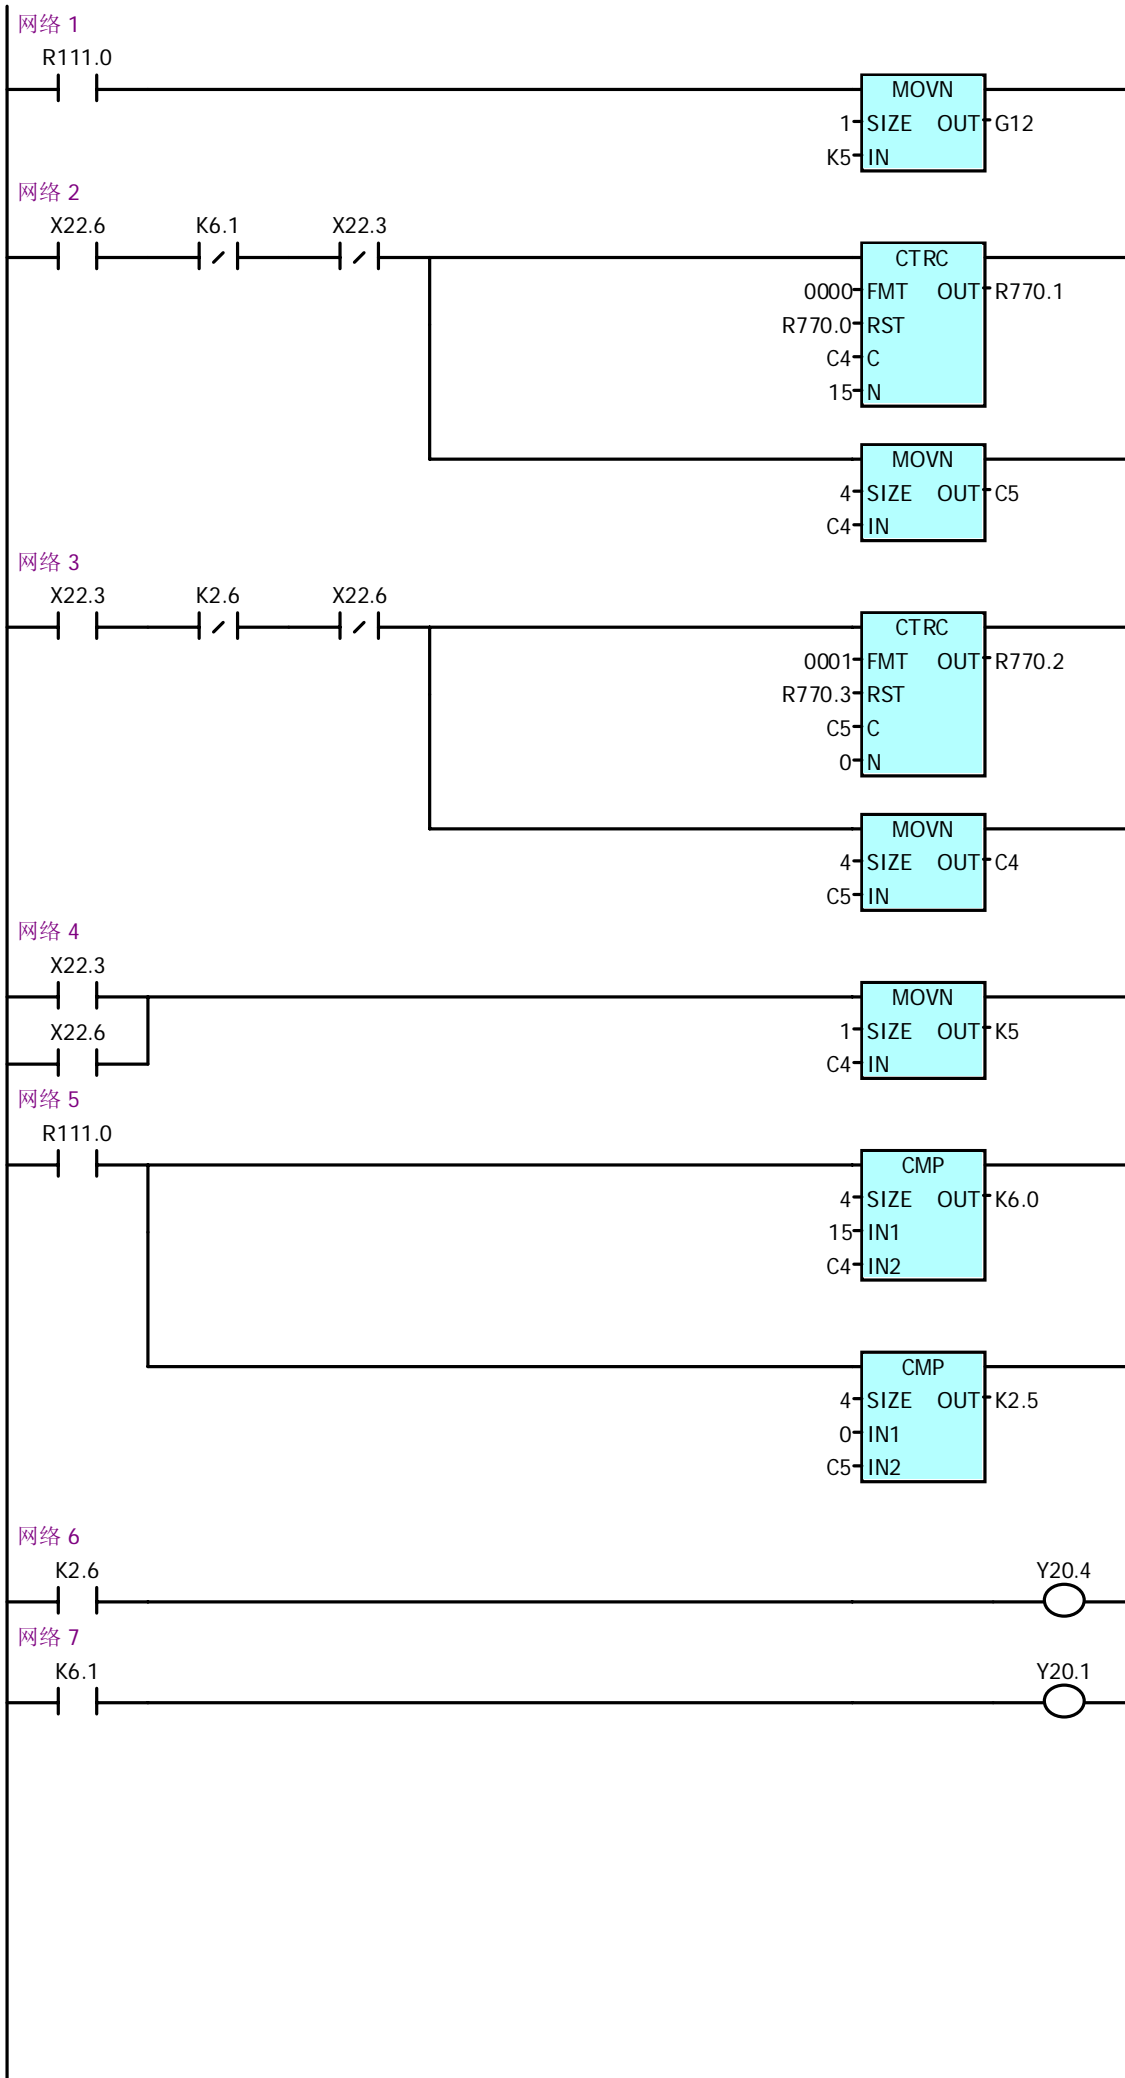 网络 1
R111.0
MOVN
1 SIZE OUT G12
K5 IN
网络 2
X22.6 K6.1 X22.3
CTRC
0000 FMT OUT R770.1
R770.0 RST
C4 C
15 N
MOVN
4 SIZE OUT C5
C4 IN
网络 3
X22.3 K2.6 X22.6
CTRC
0001 FMT OUT R770.2
R770.3 RST
C5 C
0 N
MOVN
4 SIZE OUT C4
C5 IN
网络 4
X22.3
MOVN
X22.6
1 SIZE OUT K5
C4 IN
网络 5
R111.0
CMP
4 SIZE OUT K6.0
15 IN1
C4 IN2
CMP
4 SIZE OUT K2.5
0 IN1
C5 IN2
网络 6
K2.6 Y20.4
网络 7
K6.1 Y20.1